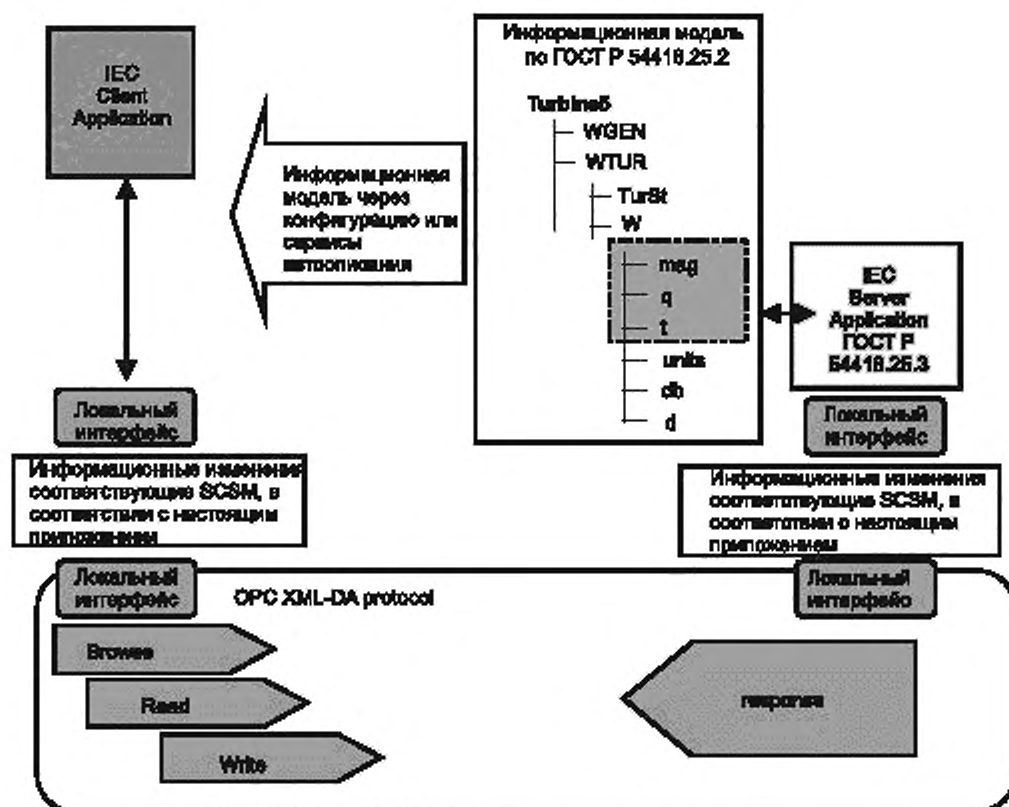 IEC
Client
Application
Информационная модель
по ГОСТ Р 54418.25.2
Turbine5
WGEN
WTUR
TurSt
W
mag
q
t
units
db
d
Информационная
модель через
конфигурацию или
сервисы
автоописания
IEC
Server
Application
ГОСТ Р
54418.25.3
Локальный
интерфейс
Локальный
интерфейс
Информационные изменения
соответствующие SCSM, в
соответствии с настоящим
приложением
Информационные изменения
соответствующие SCSM, в
соответствии с настоящим
приложением
Локальный
интерфейс
OPC XML-DA protocol
Локальный
интерфейс
Browse
Read
Write
response